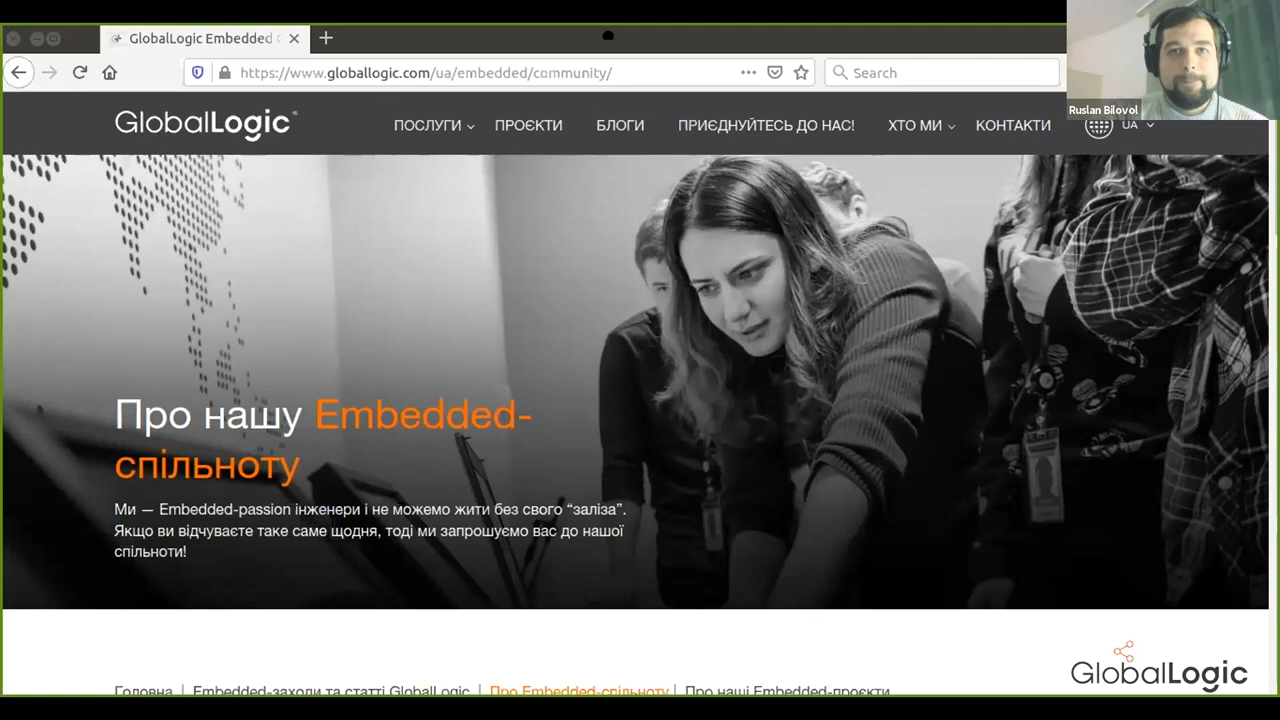 GlobalLogic Embedded
https://www.globallogic.com/ua/embedded/community/
Search
Ruslan Bilovol
GlobalLogic®
ПОСЛУГИ
ПРОЄКТИ
БЛОГИ
ПРИЄДНУЙТЕСЬ ДО НАС!
ХТО МИ
КОНТАКТИ
UA
Про нашу Embedded-
спільноту
Ми — Embedded-passion інженери і не можемо жити без свого “заліза”.
Якщо ви відчуваєте таке саме щодня, тоді ми запрошуємо вас до нашої
спільноти!
GlobalLogic
Головна | Embedded-заходи та статті GlobalLogic | Про Embedded-спільноту | Про наші Embedded-проєкти